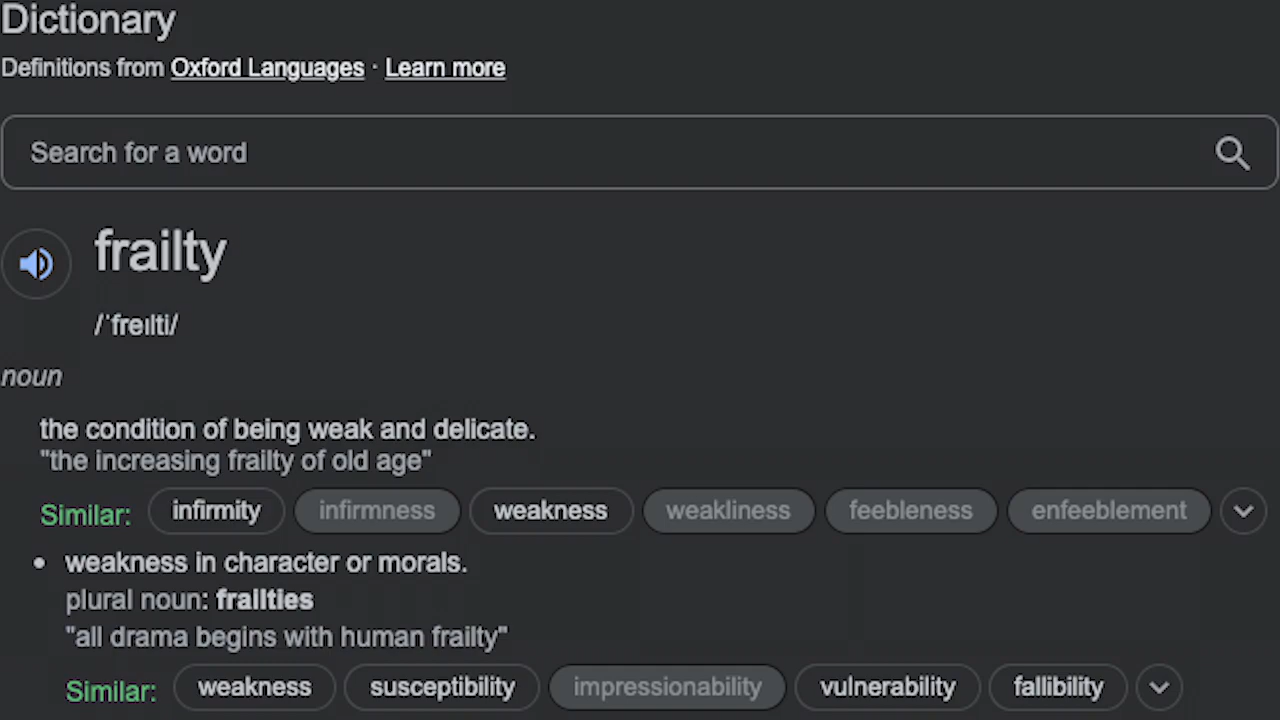 Dictionary
Definitions from Oxford Languages · Learn more
Search for a word
frailty
/ˈfreɪlti/
noun
the condition of being weak and delicate.
"the increasing frailty of old age"
Similar: infirmity infirmness weakness weakliness feebleness enfeeblement
• weakness in character or morals.
plural noun: frailties
"all drama begins with human frailty"
Similar: weakness susceptibility impressionability vulnerability fallibility